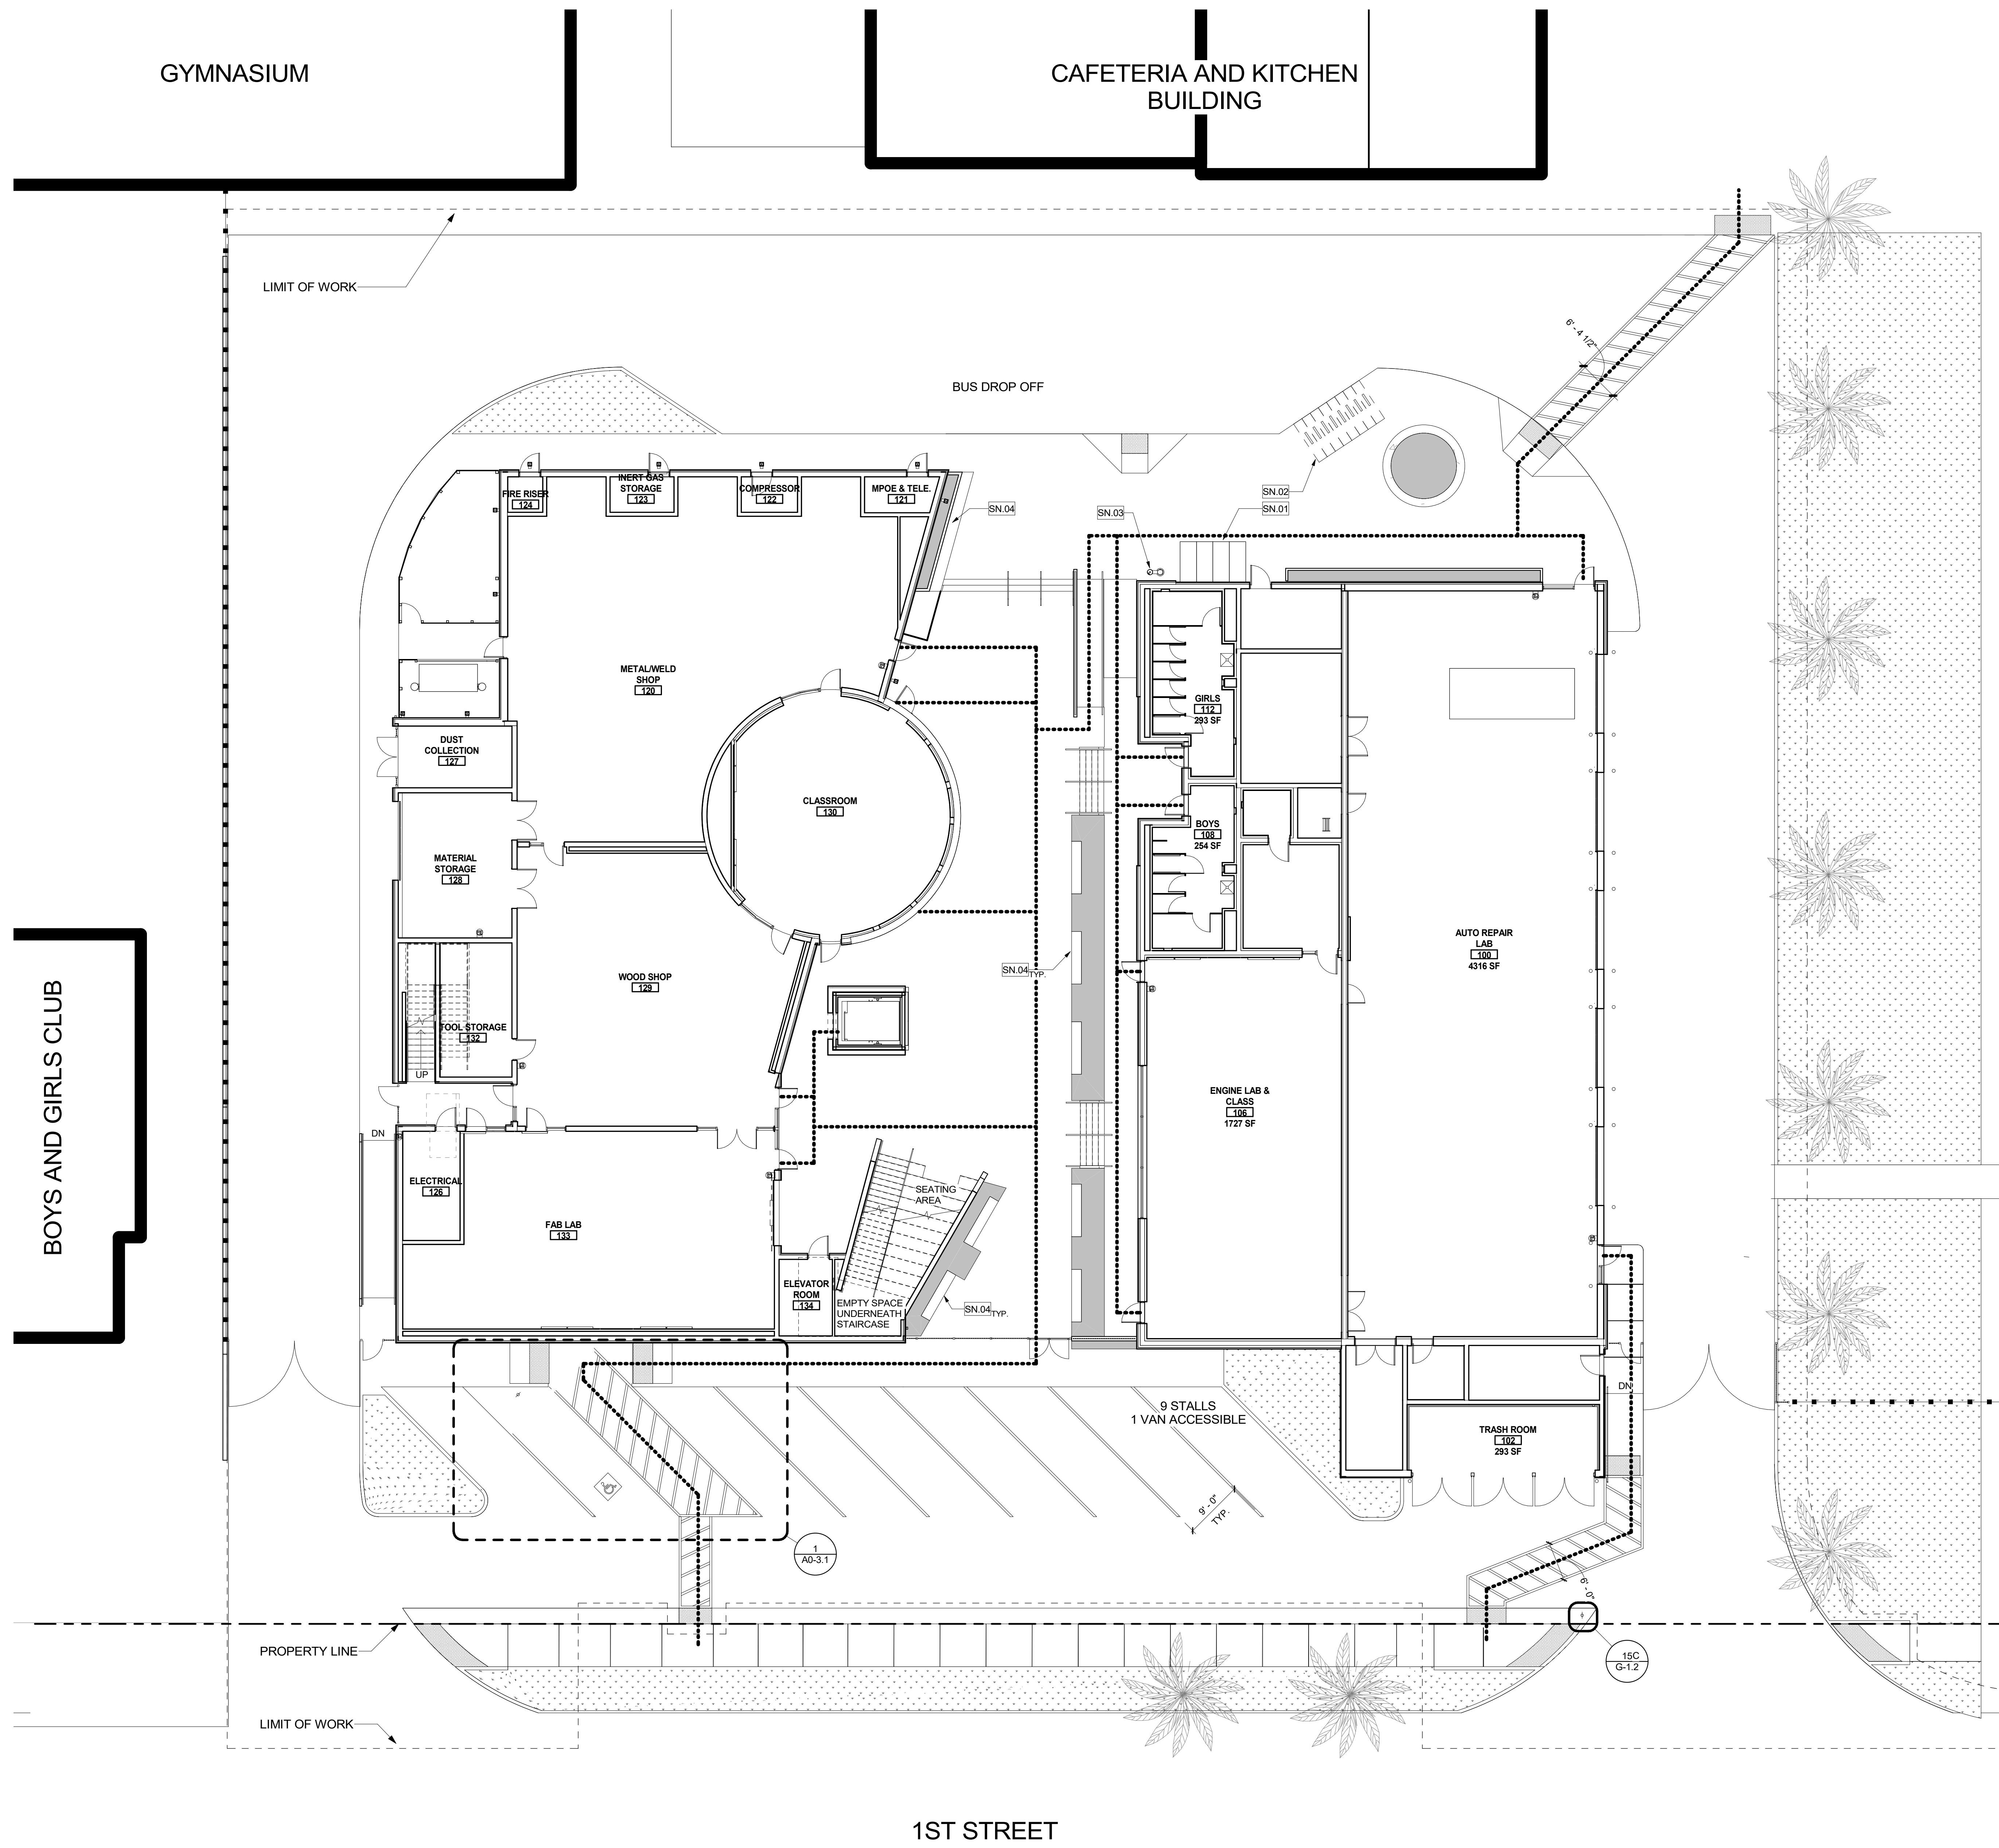 GYMNASIUM
CAFETERIA AND KITCHEN
BUILDING
LIMIT OF WORK
6' - 4 1/2"
BUS DROP OFF
FIRE RISER
124
INERT GAS
STORAGE
123
COMPRESSOR
122
MPOE & TELE.
121
SN.04
SN.03
SN.02
SN.01
METAL/WELD
SHOP
120
GIRLS
112
293 SF
DUST
COLLECTION
127
CLASSROOM
130
BOYS
108
254 SF
MATERIAL
STORAGE
128
AUTO REPAIR
LAB
100
4316 SF
WOOD SHOP
129
SN.04 TYP.
TOOL STORAGE
132
UP
BOYS AND GIRLS CLUB
ENGINE LAB &
CLASS
106
1727 SF
DN
ELECTRICAL
126
SEATING
AREA
FAB LAB
133
ELEVATOR
ROOM
134
EMPTY SPACE
UNDERNEATH
STAIRCASE
SN.04 TYP.
DN
9 STALLS
1 VAN ACCESSIBLE
TRASH ROOM
102
293 SF
9' - 0"
TYP.
1
A0-3.1
6' - 0"
PROPERTY LINE
15C
G-1.2
LIMIT OF WORK
1ST STREET